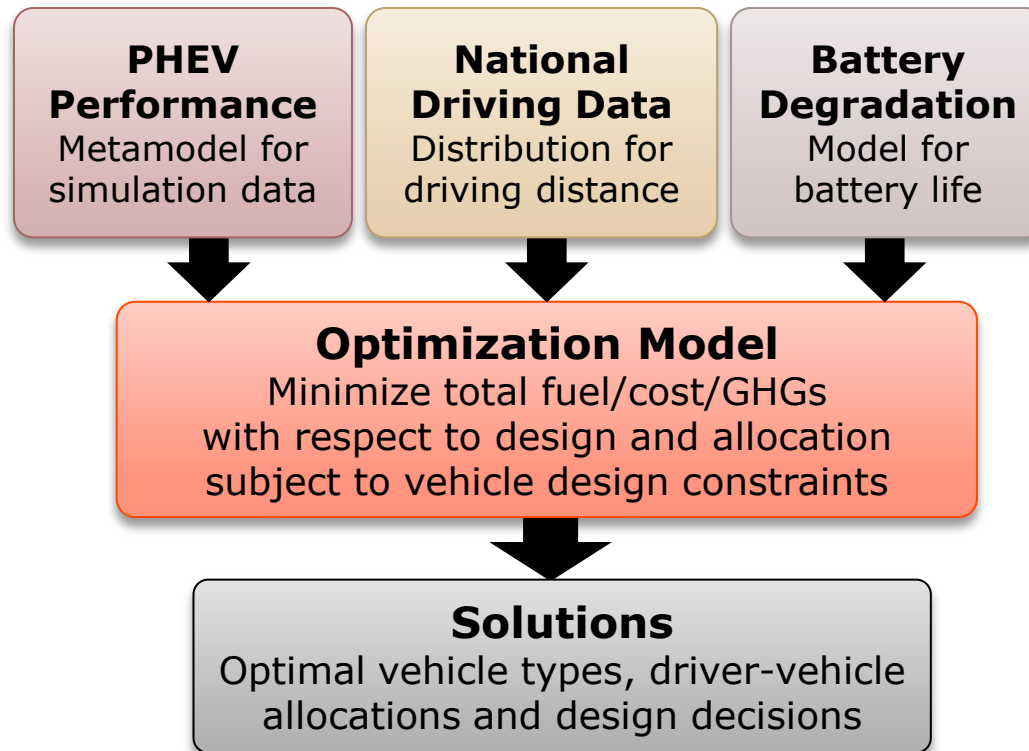 PHEV
Performance
Metamodel for
simulation data
National
Driving Data
Distribution for
driving distance
Battery
Degradation
Model for
battery life
Optimization Model
Minimize total fuel/cost/GHGs
with respect to design and allocation
subject to vehicle design constraints
Solutions
Optimal vehicle types, driver-vehicle
allocations and design decisions